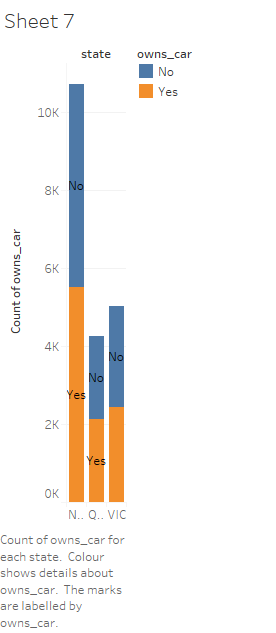 Sheet 7
state
owns_car
No
Yes
10K
8K
6K
4K
2K
0K
Count of owns_car
No
No
No
Yes
Yes
N..
Q..
VIC
Count of owns_car for
each state.  Colour
shows details about
owns_car.  The marks
are labelled by
owns_car.